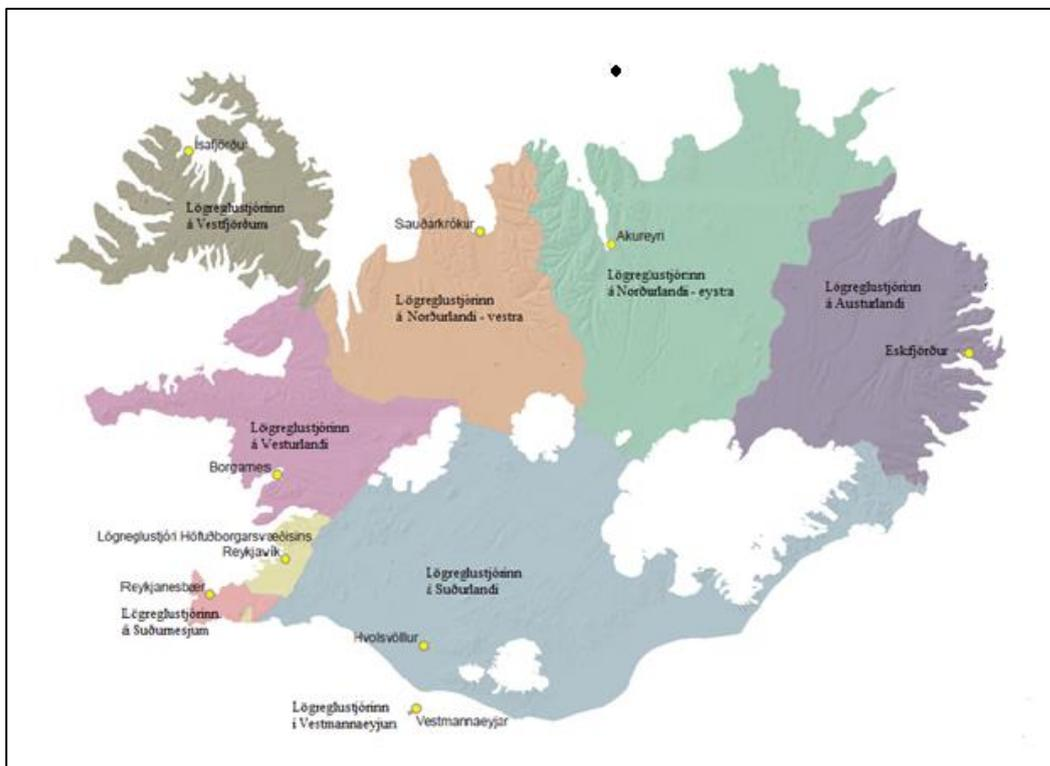 Ísafjörður
Lögreglustjórinn
á Vestfjörðum
Sauðarkrókur
Akureyri
Lögreglustjórinn
á Norðurlandi - vestra
Lögreglustjórinn
á Norðurlandi - eystra
Lögreglustjórinn
á Austurlandi
Eskifjörður
Lögreglustjórinn
á Vesturlandi
Borgarnes
Lögreglustjóri Höfuðborgarsvæðisins
Reykjavík
Reykjanesbær
Lögreglustjórinn
á Suðurnesjum
Lögreglustjórinn
á Suðurlandi
Hvolsvöllur
Lögreglustjórinn
í Vestmannaeyjum
Vestmannaeyjar